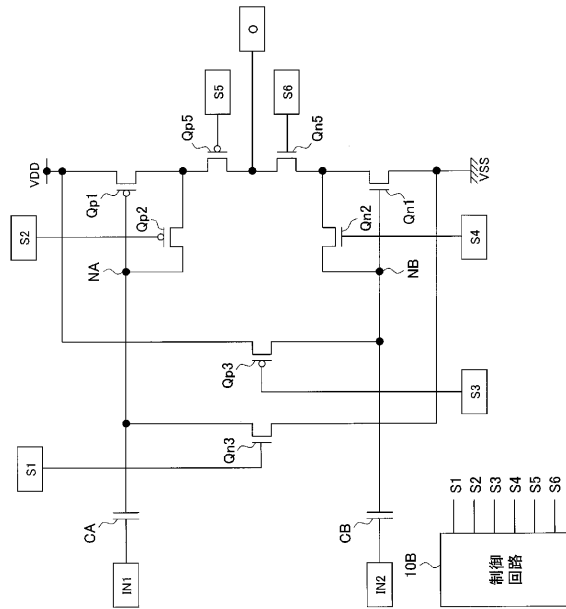 VDD
S2
Qp1
Qp2
NA
Qp5
S5
O
S6
Qn5
Qn2
Qn1
VSS
S4
NB
S1
Qp3
Qn3
S3
CA
IN1
CB
IN2
10B
制御
回路
S1
S2
S3
S4
S5
S6